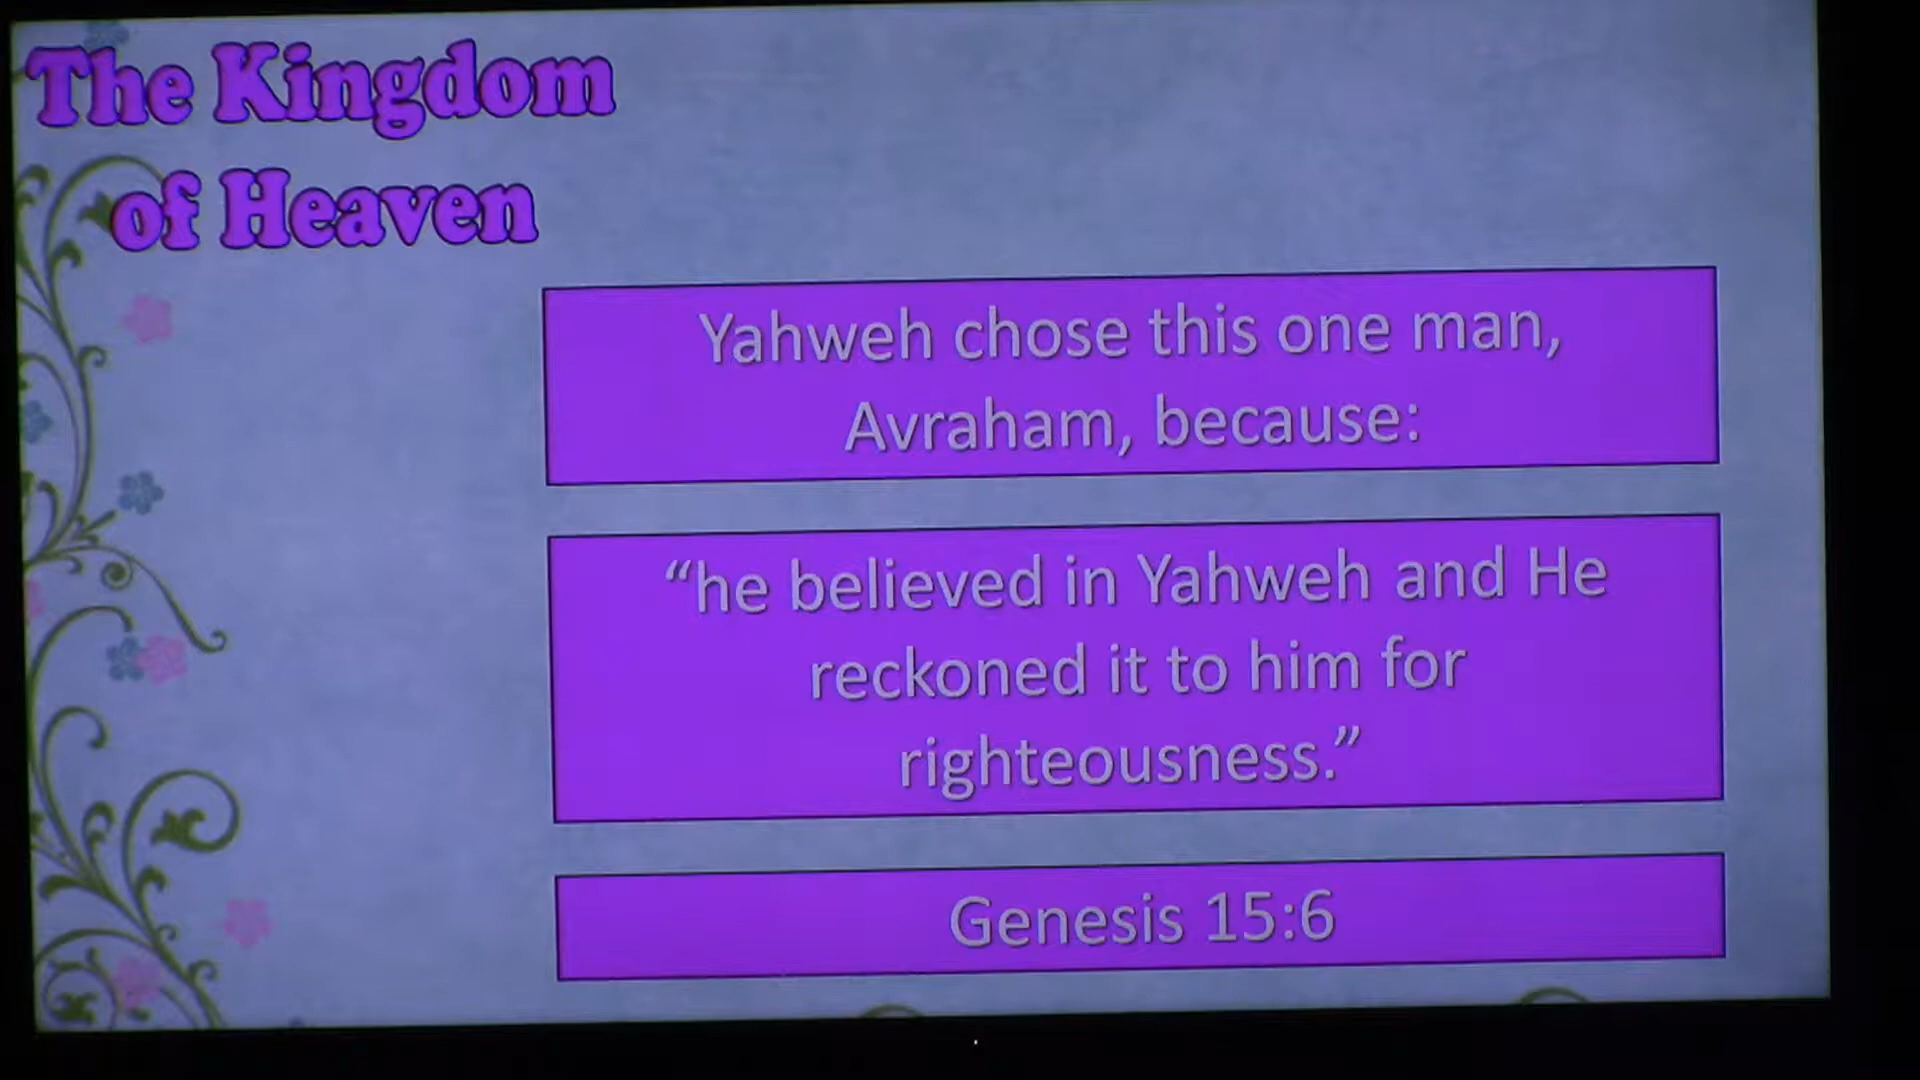 The Kingdom
of Heaven
Yahweh chose this one man,
Avraham, because:
“he believed in Yahweh and He
reckoned it to him for
righteousness.”
Genesis 15:6